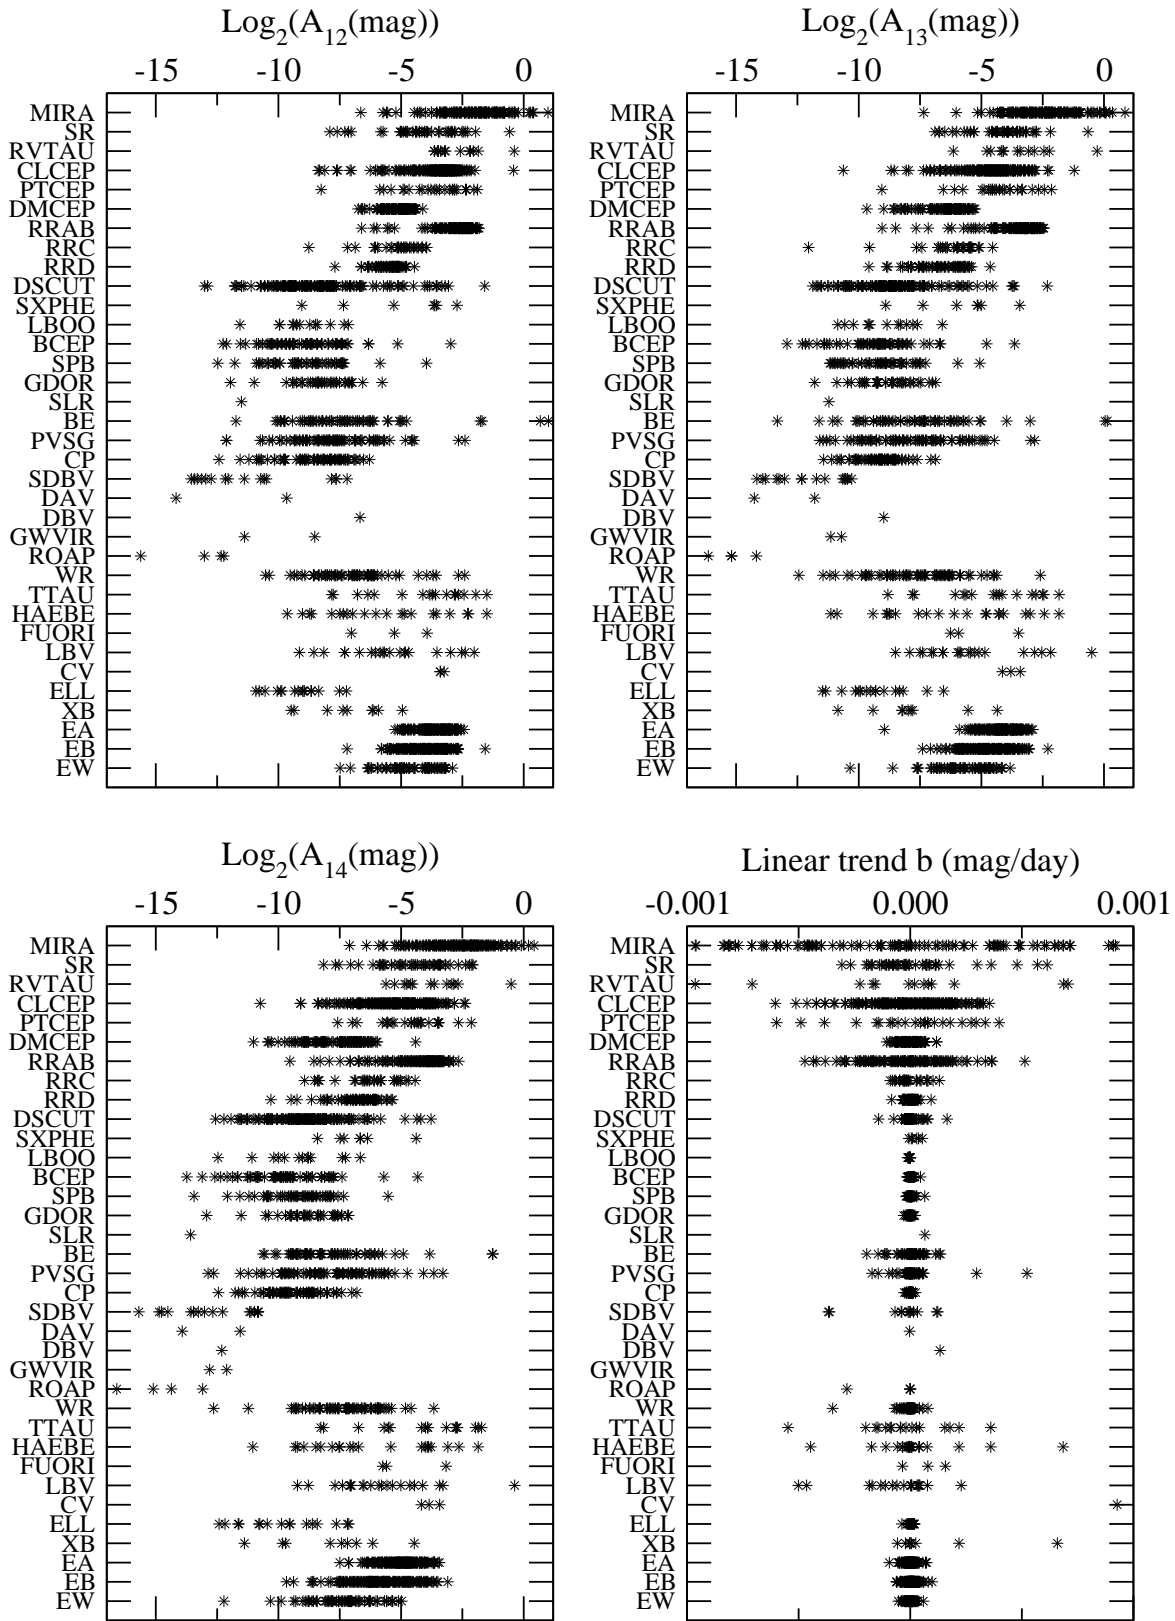 Log2(A12(mag))
-15 -10 -5 0
MIRA
SR
RVTAU
CLCEP
PTCEP
DMCEP
RRAB
RRC
RRD
DSCUT
SXPHE
LBOO
BCEP
SPB
GDOR
SLR
BE
PVSG
CP
SDBV
DAV
DBV
GWVIR
ROAP
WR
TTAU
HAEBE
FUORI
LBV
CV
ELL
XB
EA
EB
EW
Log2(A13(mag))
-15 -10 -5 0
MIRA
SR
RVTAU
CLCEP
PTCEP
DMCEP
RRAB
RRC
RRD
DSCUT
SXPHE
LBOO
BCEP
SPB
GDOR
SLR
BE
PVSG
CP
SDBV
DAV
DBV
GWVIR
ROAP
WR
TTAU
HAEBE
FUORI
LBV
CV
ELL
XB
EA
EB
EW
Log2(A14(mag))
-15 -10 -5 0
MIRA
SR
RVTAU
CLCEP
PTCEP
DMCEP
RRAB
RRC
RRD
DSCUT
SXPHE
LBOO
BCEP
SPB
GDOR
SLR
BE
PVSG
CP
SDBV
DAV
DBV
GWVIR
ROAP
WR
TTAU
HAEBE
FUORI
LBV
CV
ELL
XB
EA
EB
EW
Linear trend b (mag/day)
-0.001 0.000 0.001
MIRA
SR
RVTAU
CLCEP
PTCEP
DMCEP
RRAB
RRC
RRD
DSCUT
SXPHE
LBOO
BCEP
SPB
GDOR
SLR
BE
PVSG
CP
SDBV
DAV
DBV
GWVIR
ROAP
WR
TTAU
HAEBE
FUORI
LBV
CV
ELL
XB
EA
EB
EW